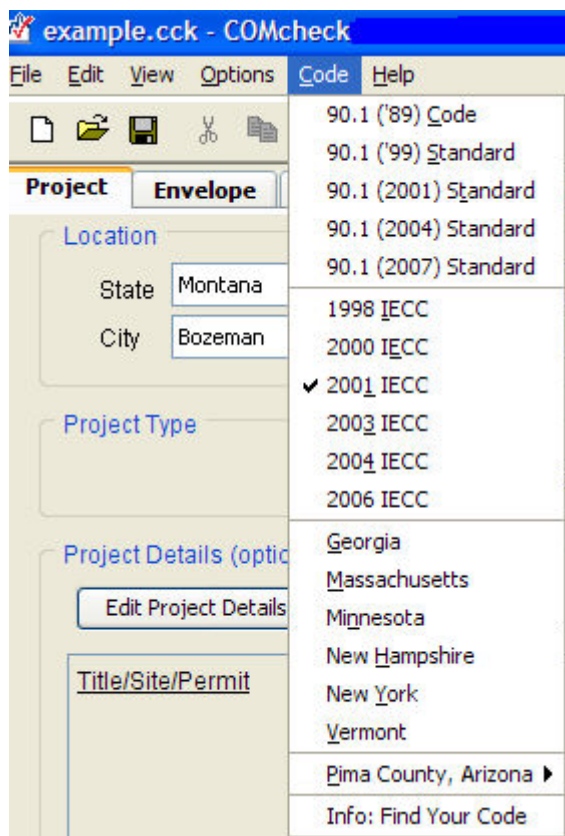 example.cck - COMcheck
File Edit View Options Code Help
Project Envelope
Location
State Montana
City Bozeman
Project Type
Project Details (optio
Edit Project Details
Title/Site/Permit
90.1 ('89) Code
90.1 ('99) Standard
90.1 (2001) Standard
90.1 (2004) Standard
90.1 (2007) Standard
1998 IECC
2000 IECC
2001 IECC
2003 IECC
2004 IECC
2006 IECC
Georgia
Massachusetts
Minnesota
New Hampshire
New York
Vermont
Pima County, Arizona
Info: Find Your Code